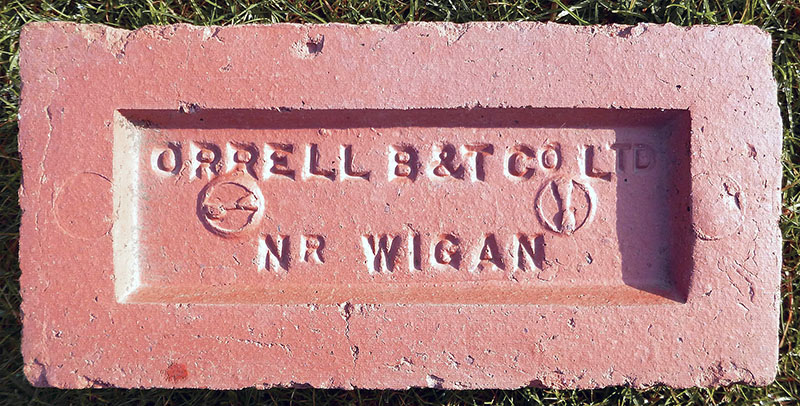 ORRELL B&T CO LTD
NR WIGAN